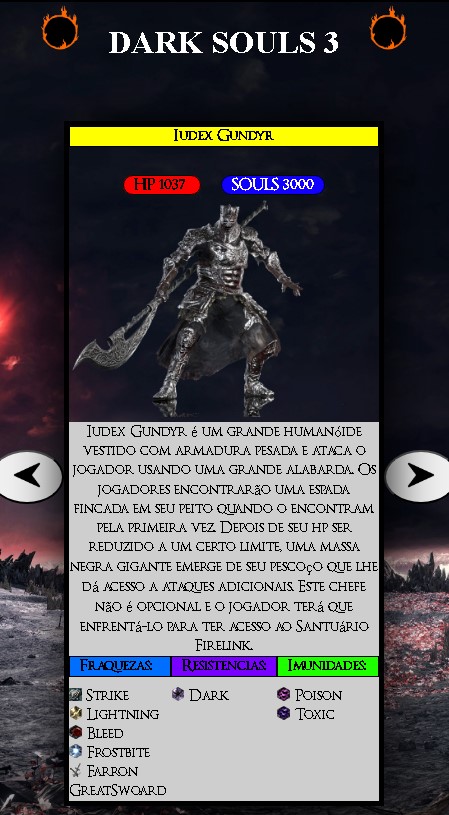 DARK SOULS 3
Iudex Gundyr
HP 1037
SOULS 3000
Iudex Gundyr é um grande humanóide
vestido com armadura pesada e ataca o
jogador usando uma grande alabarda. Os
jogadores encontrarão uma espada
fincada em seu peito quando o encontram
pela primeira vez. Depois de seu hp ser
reduzido a um certo limite, uma massa
negra gigante emerge de seu pescoço que lhe
dá acesso a ataques adicionais. Este chefe
não é opcional e o jogador terá que
enfrentá-lo para ter acesso ao Santuário
Firelink.
Fraquezas: Resistencias: Imunidades:
Strike Dark Poison
Lightning Toxic
Bleed
Frostbite
Farron
GreatSwoard